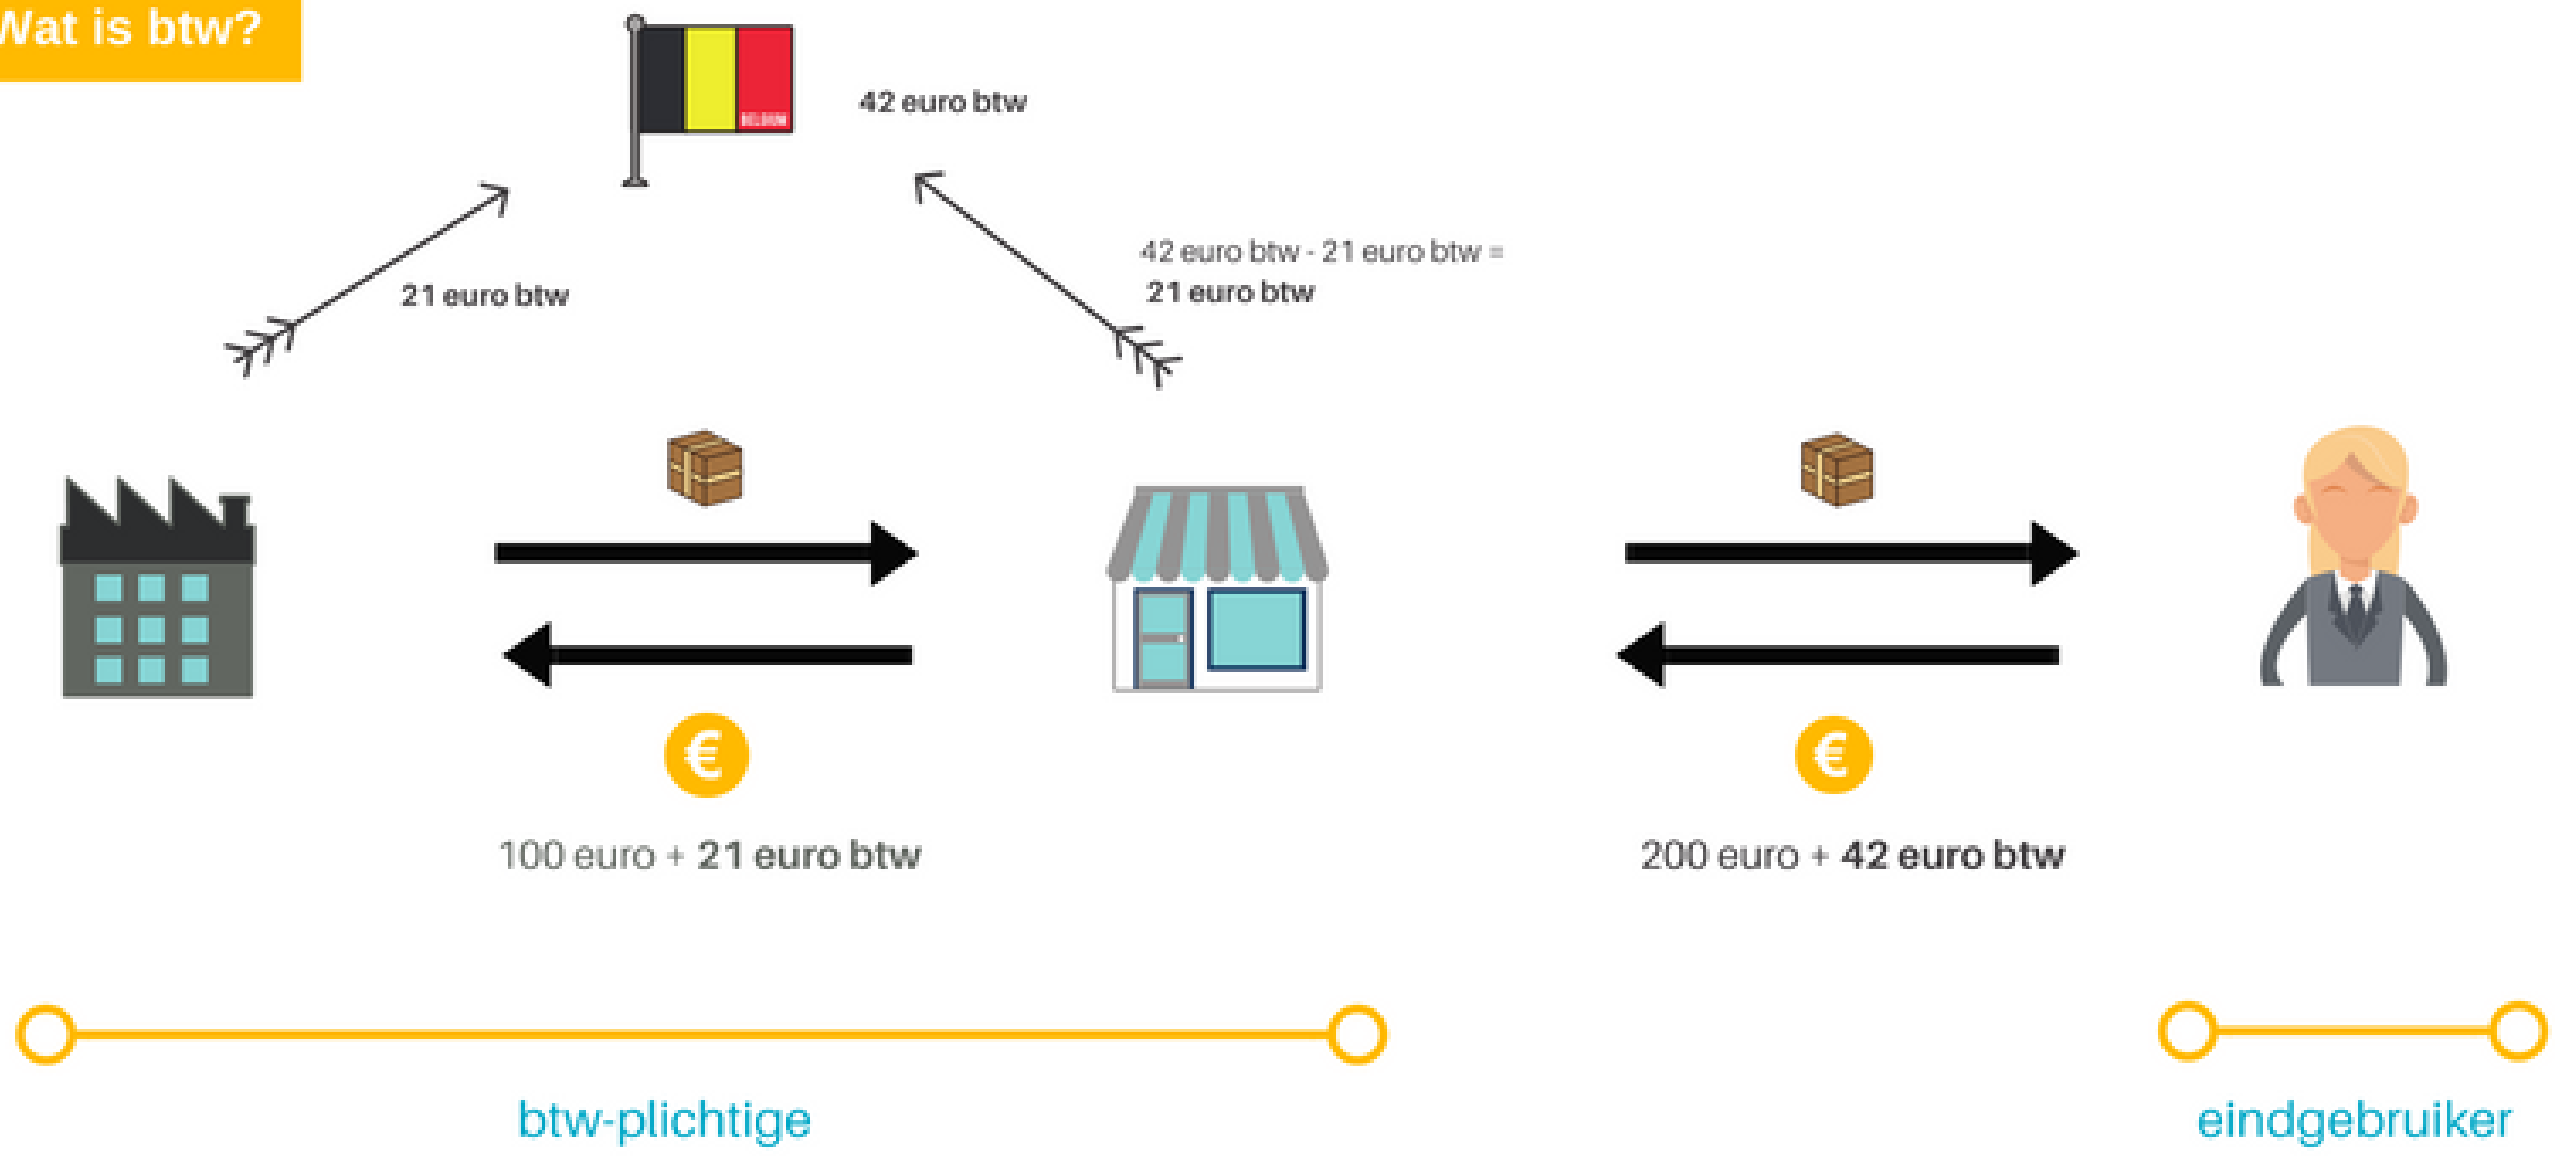 Wat is btw?
BELGIUM
42 euro btw
21 euro btw
42 euro btw - 21 euro btw =
21 euro btw
€
€
100 euro + 21 euro btw
200 euro + 42 euro btw
btw-plichtige
eindgebruiker